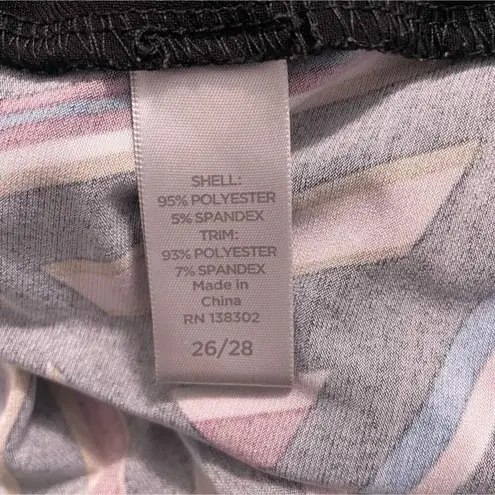 SHELL:
95% POLYESTER
5% SPANDEX
TRIM:
93% POLYESTER
7% SPANDEX
Made in
China
RN 138302
26/28